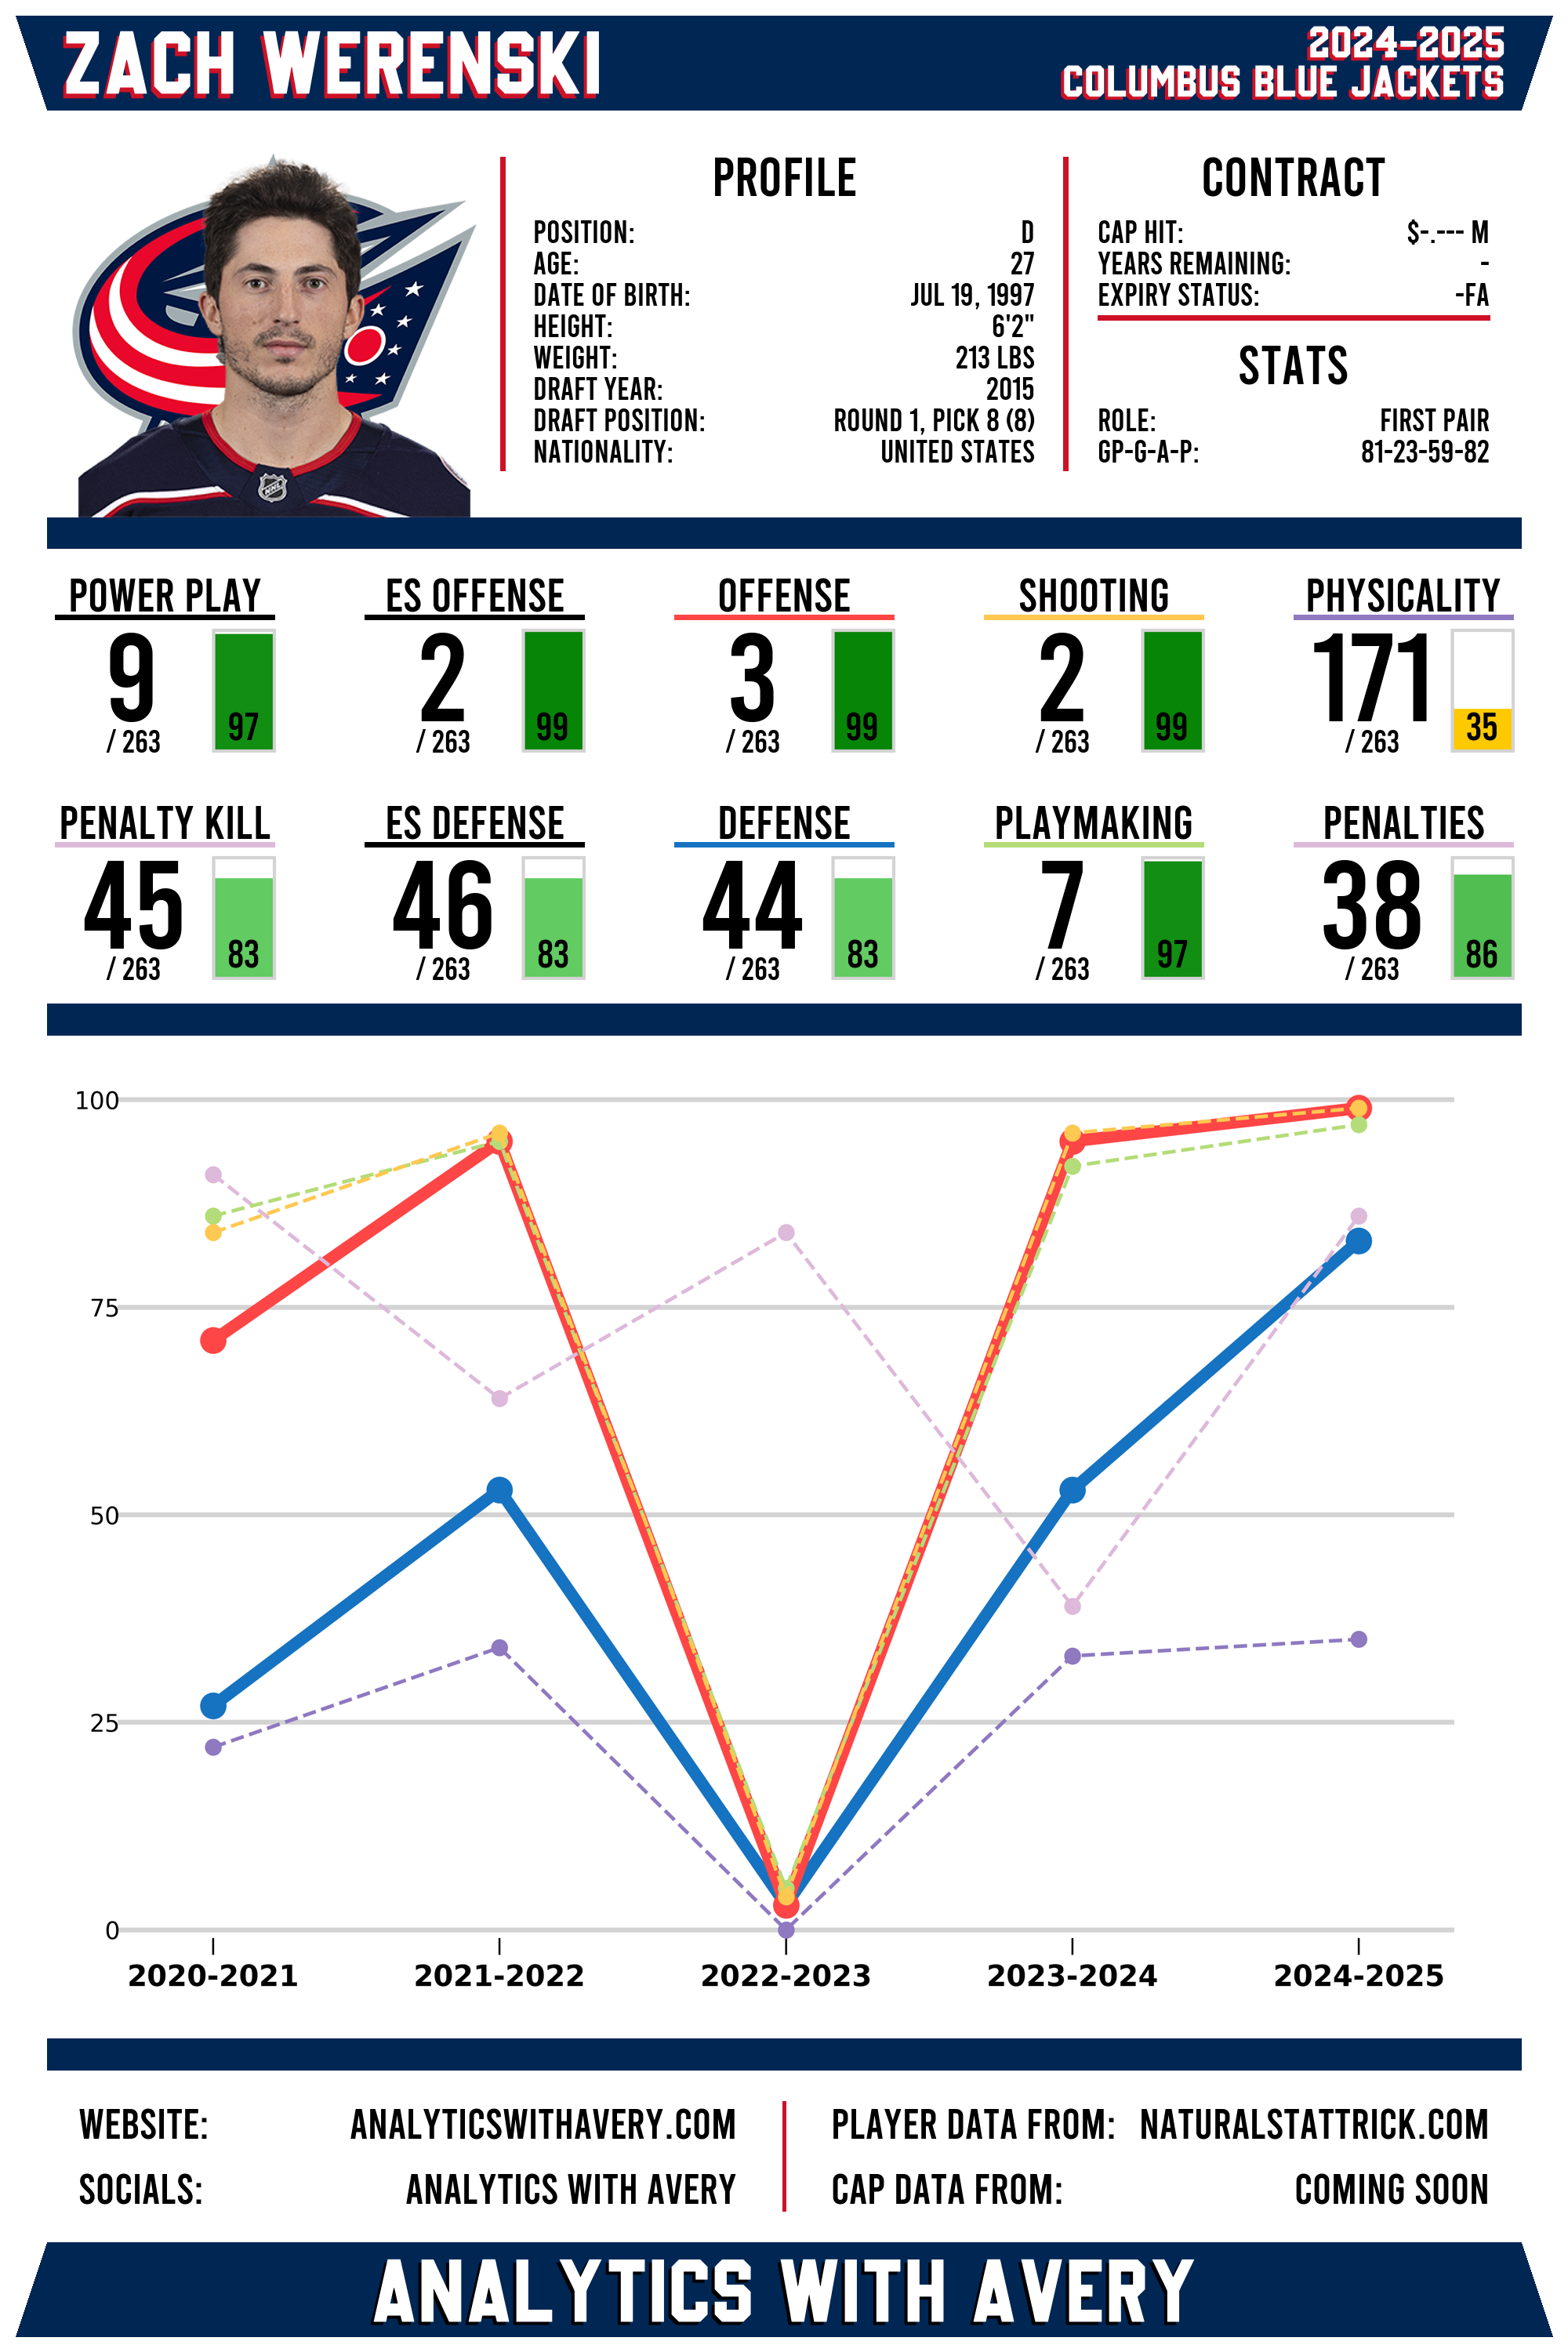 ZACH WERENSKI
2024-2025
COLUMBUS BLUE JACKETS
PROFILE
POSITION: D
AGE: 27
DATE OF BIRTH: JUL 19, 1997
HEIGHT: 6'2"
WEIGHT: 213 LBS
DRAFT YEAR: 2015
DRAFT POSITION: ROUND 1, PICK 8 (8)
NATIONALITY: UNITED STATES
CONTRACT
CAP HIT: $-.--- M
YEARS REMAINING: -
EXPIRY STATUS: -FA
STATS
ROLE: FIRST PAIR
GP-G-A-P: 81-23-59-82
NHL
POWER PLAY
9
/ 263
97
ES OFFENSE
2
/ 263
99
OFFENSE
3
/ 263
99
SHOOTING
2
/ 263
99
PHYSICALITY
171
/ 263
35
PENALTY KILL
45
/ 263
83
ES DEFENSE
46
/ 263
83
DEFENSE
44
/ 263
83
PLAYMAKING
7
/ 263
97
PENALTIES
38
/ 263
86
100
75
50
25
0
2020-2021 2021-2022 2022-2023 2023-2024 2024-2025
WEBSITE: ANALYTICSWITHAVERY.COM
SOCIALS: ANALYTICS WITH AVERY
PLAYER DATA FROM: NATURALSTATTRICK.COM
CAP DATA FROM: COMING SOON
ANALYTICS WITH AVERY